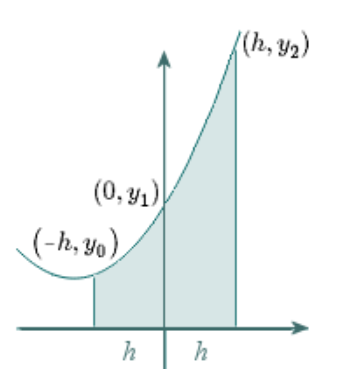 (h, y₂)
(0, y₁)
(-h, y₀)
h h